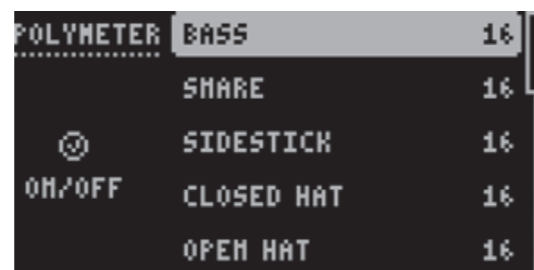 POLYMETER
BASS 16
SNARE 16
SIDESTICK 16
ON/OFF
CLOSED HAT 16
OPEN HAT 16